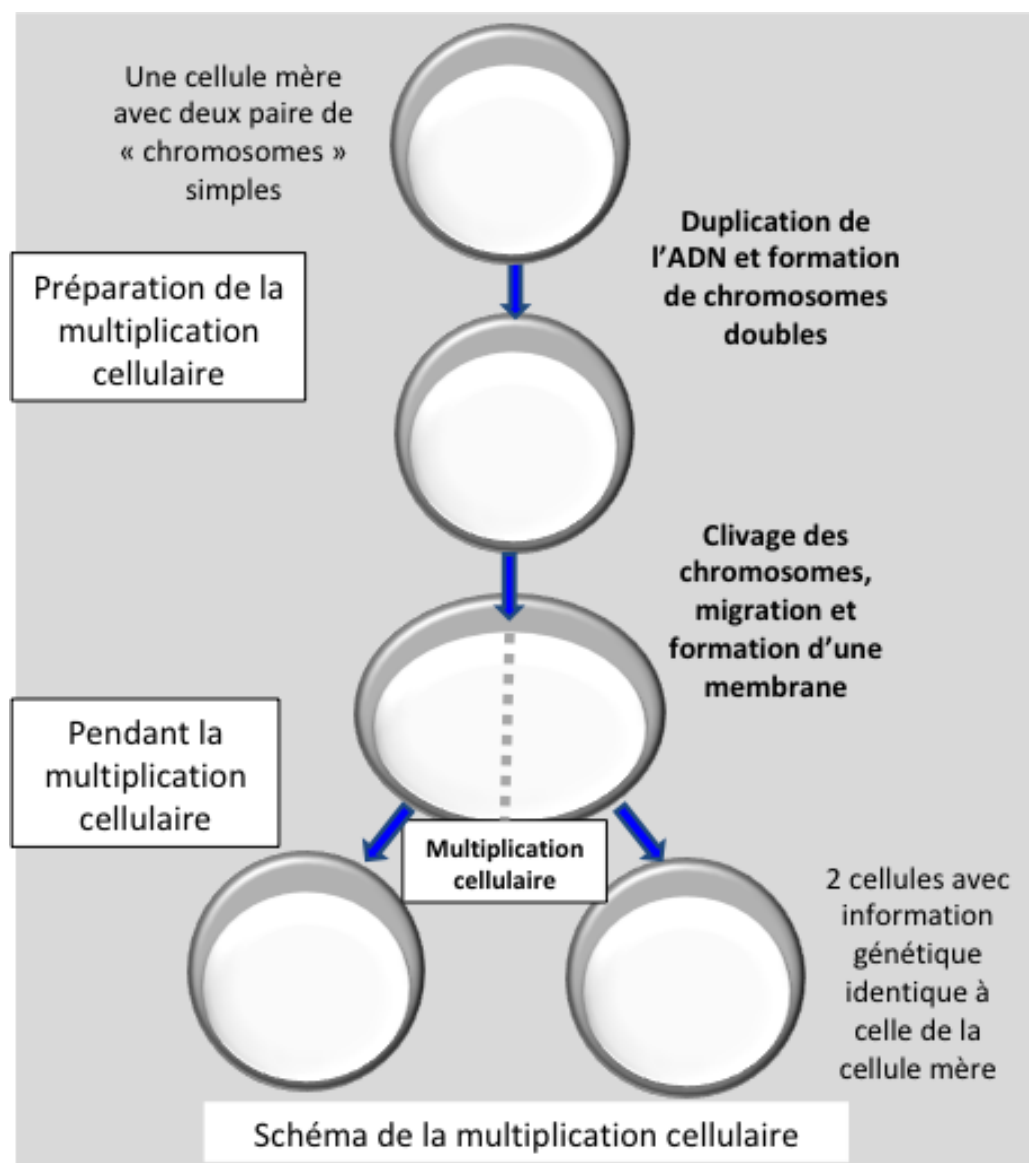 Une cellule mère
avec deux paire de
« chromosomes »
simples
Duplication de
l'ADN et formation
de chromosomes
doubles
Préparation de la
multiplication
cellulaire
Clivage des
chromosomes,
migration et
formation d'une
membrane
Pendant la
multiplication
cellulaire
Multiplication
cellulaire
2 cellules avec
information
génétique
identique à
celle de la
cellule mère
Schéma de la multiplication cellulaire